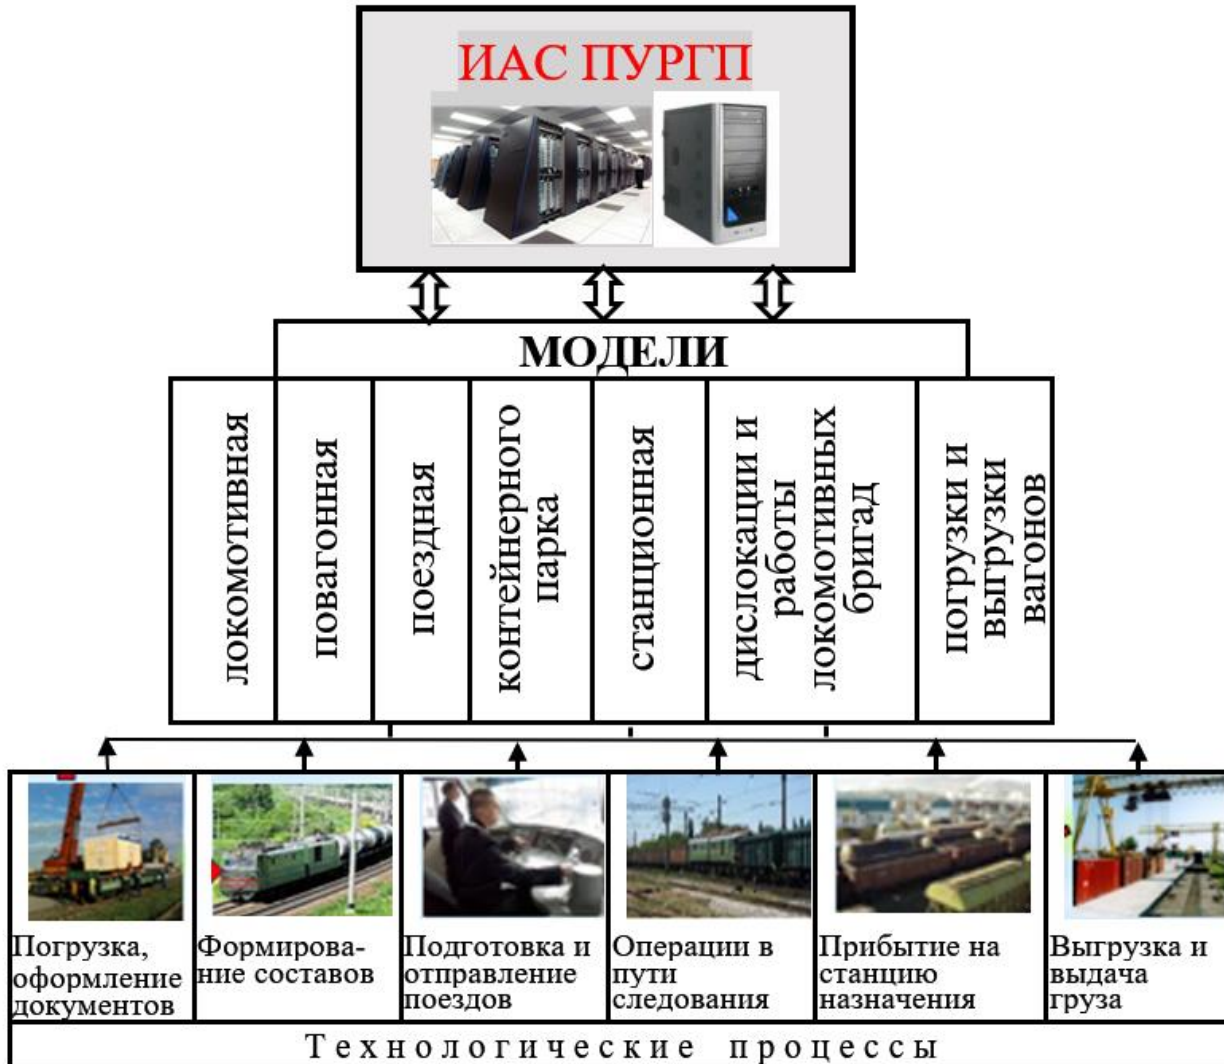 ИАС ПУРГП
МОДЕЛИ
локомотивная
повагонная
поездная
контейнерного
парка
станционная
дислокации и
работы
локомотивных
бригад
погрузки и
выгрузки
вагонов
Погрузка,
оформление
документов
Формирова-
ние составов
Подготовка и
отправление
поездов
Операции в
пути
следования
Прибытие на
станцию
назначения
Выгрузка и
выдача
груза
Технологические процессы